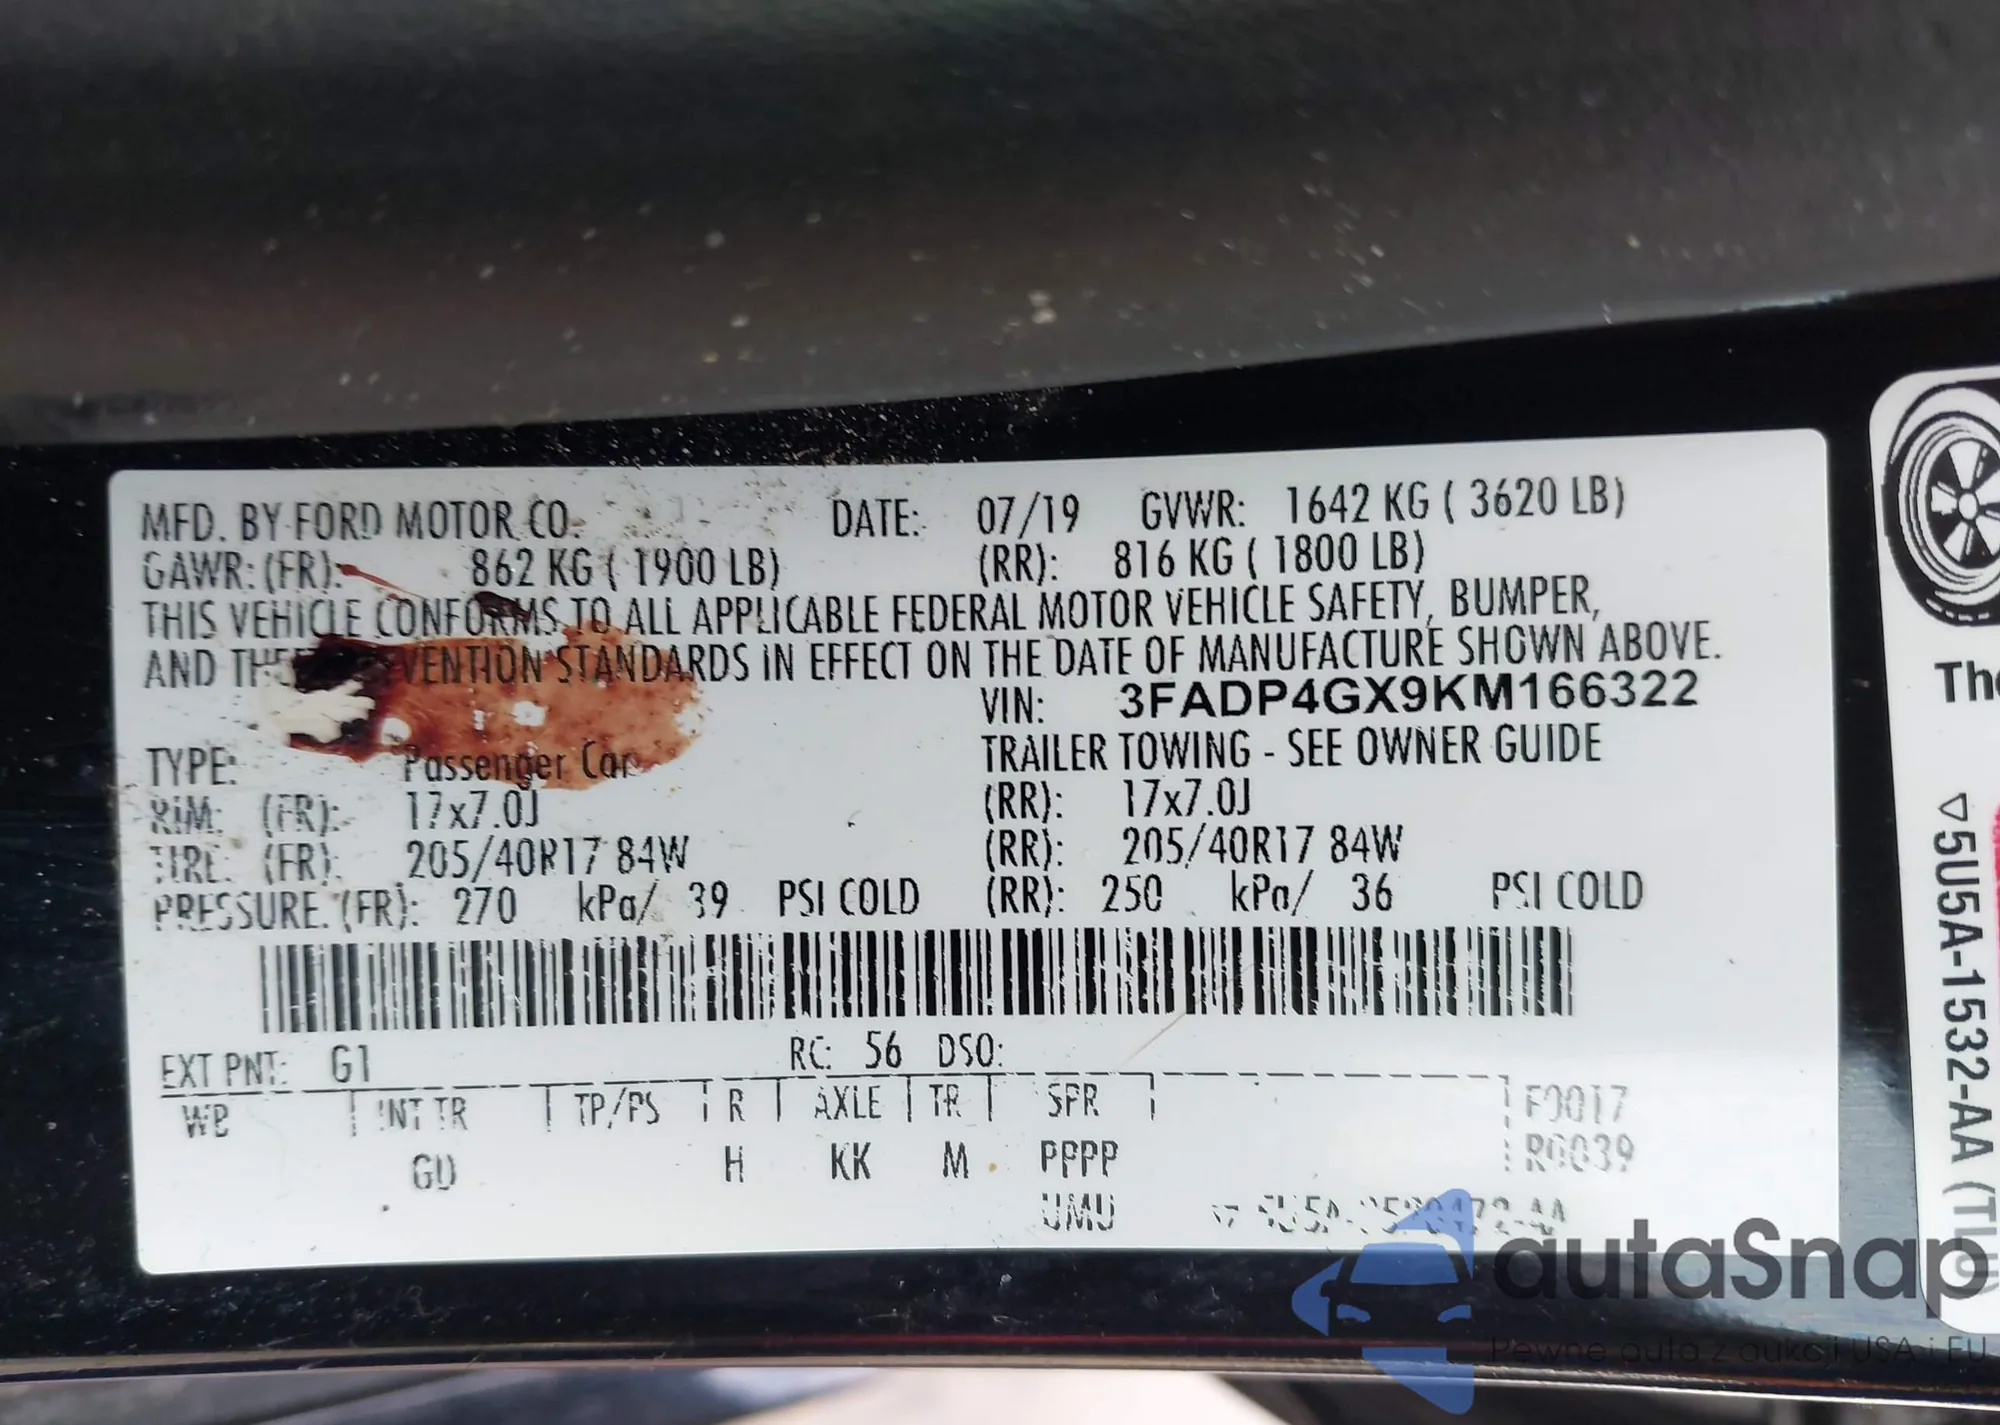 MFD. BY FORD MOTOR CO. DATE: 07/19 GVWR: 1642 KG ( 3620 LB)
GAWR: (FR): 862 KG ( 1900 LB) (RR): 816 KG ( 1800 LB)
THIS VEHICLE CONFORMS TO ALL APPLICABLE FEDERAL MOTOR VEHICLE SAFETY, BUMPER,
AND STANDARDS IN EFFECT ON THE DATE OF MANUFACTURE SHOWN ABOVE.
VIN: 3FADP4GX9KM166322
TYPE: Passenger Car TRAILER TOWING - SEE OWNER GUIDE
RIM: (FR): 17x7.0J (RR): 17x7.0J
TIRE: (FR): 205/40R17 84W (RR): 205/40R17 84W
PRESSURE: (FR): 270 kPa/ 39 PSI COLD (RR): 250 kPa/ 36 PSI COLD
EXT PNT: G1 RC: 56 DSO:
WB INT TR TP/PS R AXLE TR SPR F0017
H KK M PPPP R0039
UMU
▽5U5A-1532-AA
autaSnap
Pewne auta z aukcji USA i EU